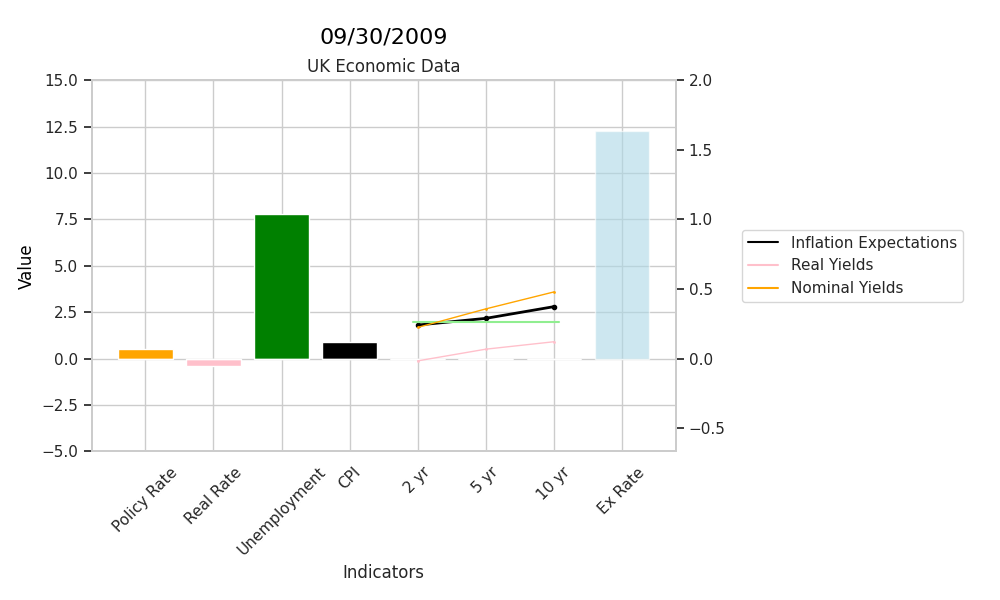 09/30/2009
UK Economic Data
15.0
12.5
10.0
7.5
5.0
2.5
0.0
−2.5
−5.0
Value
2.0
1.5
1.0
0.5
0.0
−0.5
Inflation Expectations
Real Yields
Nominal Yields
Policy Rate
Real Rate
Unemployment
CPI
2 yr
5 yr
10 yr
Ex Rate
Indicators